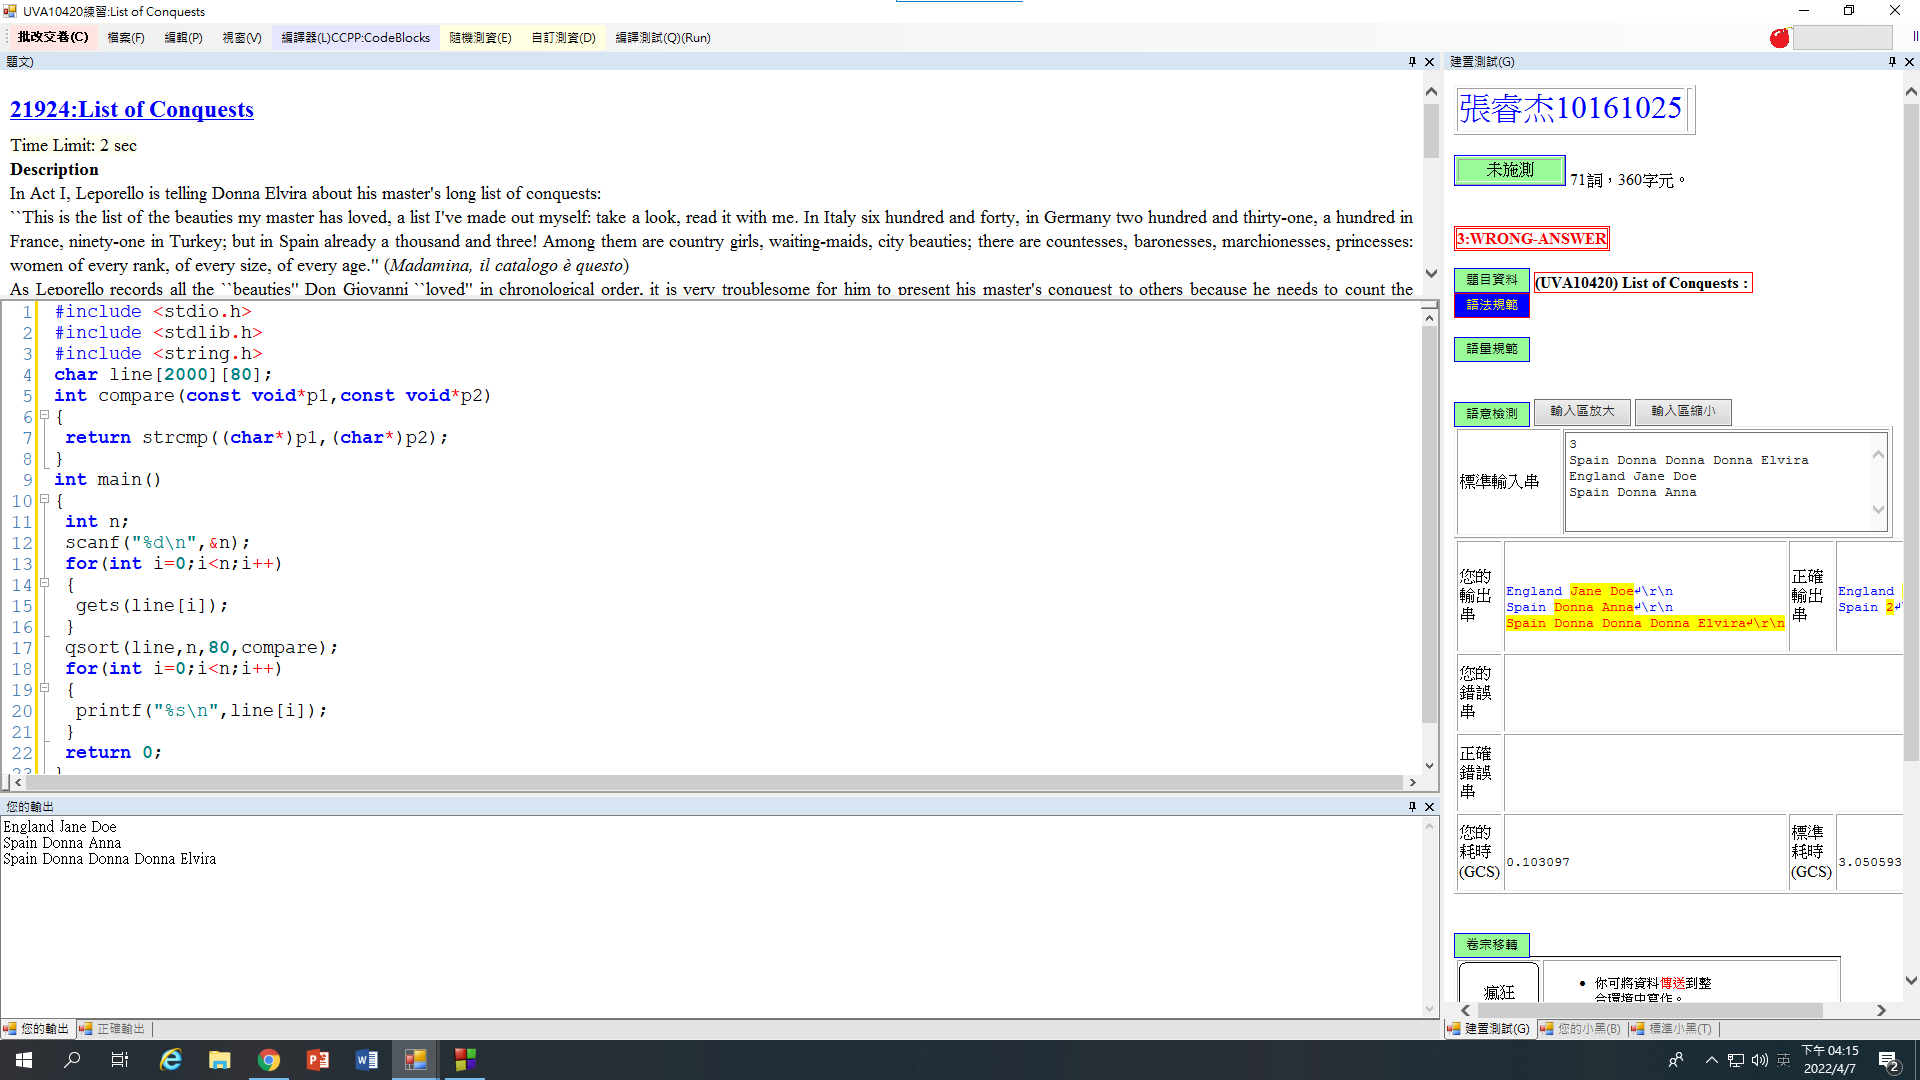 UVA10420練習:List of Conquests
批改交卷(C) 檔案(F) 編輯(P) 視窗(V) 編譯器(L)CCPP:CodeBlocks 隨機測資(E) 自訂測資(D) 編譯測試(Q)(Run)
題文)
21924:List of Conquests
Time Limit: 2 sec
Description
In Act I, Leporello is telling Donna Elvira about his master's long list of conquests:
``This is the list of the beauties my master has loved, a list I've made out myself: take a look, read it with me. In Italy six hundred and forty, in Germany two hundred and thirty-one, a hundred in
France, ninety-one in Turkey; but in Spain already a thousand and three! Among them are country girls, waiting-maids, city beauties; there are countesses, baronesses, marchionesses, princesses:
women of every rank, of every size, of every age.'' (Madamina, il catalogo è questo)
As Leporello records all the ``beauties'' Don Giovanni ``loved'' in chronological order, it is very troublesome for him to present his master's conquest to others because he needs to count the
1 #include <stdio.h>
2 #include <stdlib.h>
3 #include <string.h>
4 char line[2000][80];
5 int compare(const void*p1,const void*p2)
6 {
7 return strcmp((char*)p1,(char*)p2);
8 }
9 int main()
10 {
11 int n;
12 scanf("%d\n",&n);
13 for(int i=0;i<n;i++)
14 {
15 gets(line[i]);
16 }
17 qsort(line,n,80,compare);
18 for(int i=0;i<n;i++)
19 {
20 printf("%s\n",line[i]);
21 }
22 return 0;
23 }
您的輸出
England Jane Doe
Spain Donna Anna
Spain Donna Donna Donna Elvira
您的輸出 正確輸出
建置測試(G)
張睿杰10161025
未施測 71詞，360字元。
3:WRONG-ANSWER
題目資料 (UVA10420) List of Conquests :
語法規範
語量規範
語意檢測 輸入區放大 輸入區縮小
標準輸入串
3
Spain Donna Donna Donna Elvira
England Jane Doe
Spain Donna Anna
您的輸出串
England Jane Doe↵\r\n
Spain Donna Anna↵\r\n
Spain Donna Donna Donna Elvira↵\r\n
正確輸出串
England
Spain 2↵
您的錯誤串
正確錯誤串
您的耗時(GCS) 0.103097 標準耗時(GCS) 3.050593
卷宗移轉
瘋狂
• 你可將資料傳送到整
合環境中寫作。
建置測試(G) 您的小黑(B) 標準小黑(T)
英
下午 04:15
2022/4/7
2